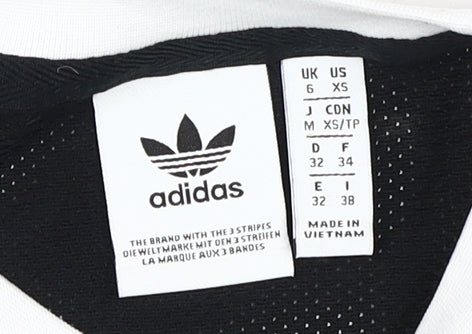 adidas
THE BRAND WITH THE 3 STRIPES
DIE WELTMARKE MIT DEN 3 STREIFEN
LA MARQUE AUX 3 BANDES
UK US
6 XS
J CON
M XS/TP
D F
32 34
E I
32 38
MADE IN
VIETNAM